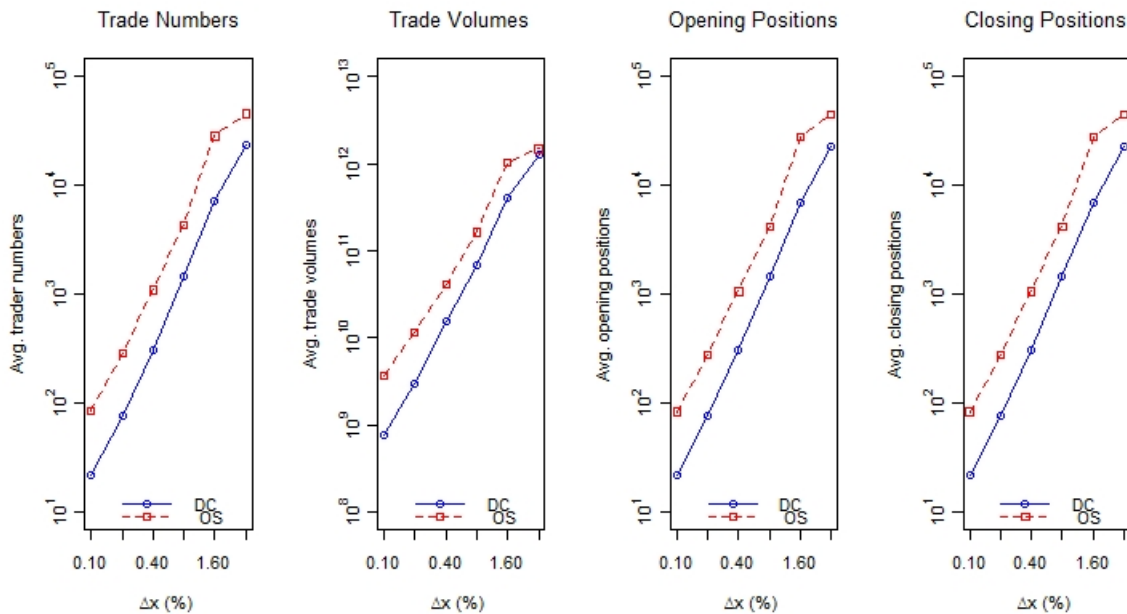 Trade Numbers
Avg. trader numbers
10^5
10^4
10^3
10^2
10^1
DC
OS
0.10 0.40 1.60
Δx (%)
Trade Volumes
Avg. trade volumes
10^13
10^12
10^11
10^10
10^9
10^8
DC
OS
0.10 0.40 1.60
Δx (%)
Opening Positions
Avg. opening positions
10^5
10^4
10^3
10^2
10^1
DC
OS
0.10 0.40 1.60
Δx (%)
Closing Positions
Avg. closing positions
10^5
10^4
10^3
10^2
10^1
DC
OS
0.10 0.40 1.60
Δx (%)